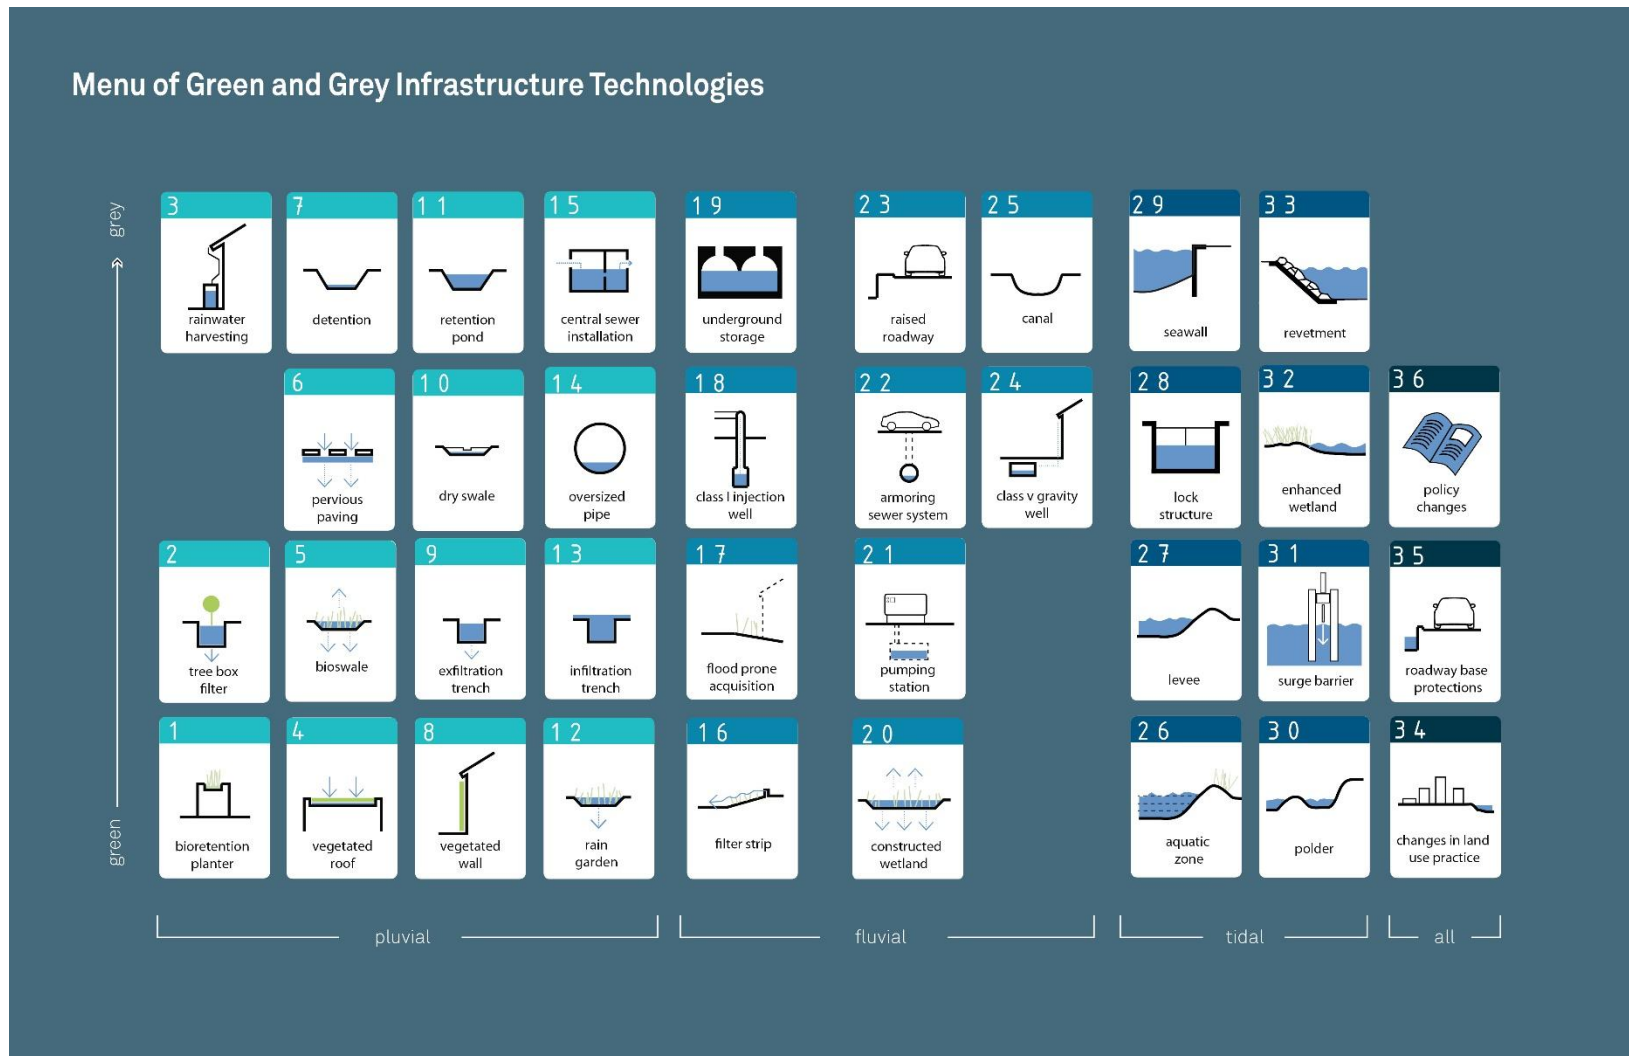 Menu of Green and Grey Infrastructure Technologies
grey
3
rainwater
harvesting
7
detention
11
retention
pond
15
central sewer
installation
19
underground
storage
23
raised
roadway
25
canal
29
seawall
33
revetment
6
pervious
paving
10
dry swale
14
oversized
pipe
18
class I injection
well
22
armoring
sewer system
24
class v gravity
well
28
lock
structure
32
enhanced
wetland
36
policy
changes
2
tree box
filter
5
bioswale
9
exfiltration
trench
13
infiltration
trench
17
flood prone
acquisition
21
pumping
station
27
levee
31
surge barrier
35
roadway base
protections
green
1
bioretention
planter
4
vegetated
roof
8
vegetated
wall
12
rain
garden
16
filter strip
20
constructed
wetland
26
aquatic
zone
30
polder
34
changes in land
use practice
pluvial
fluvial
tidal
all